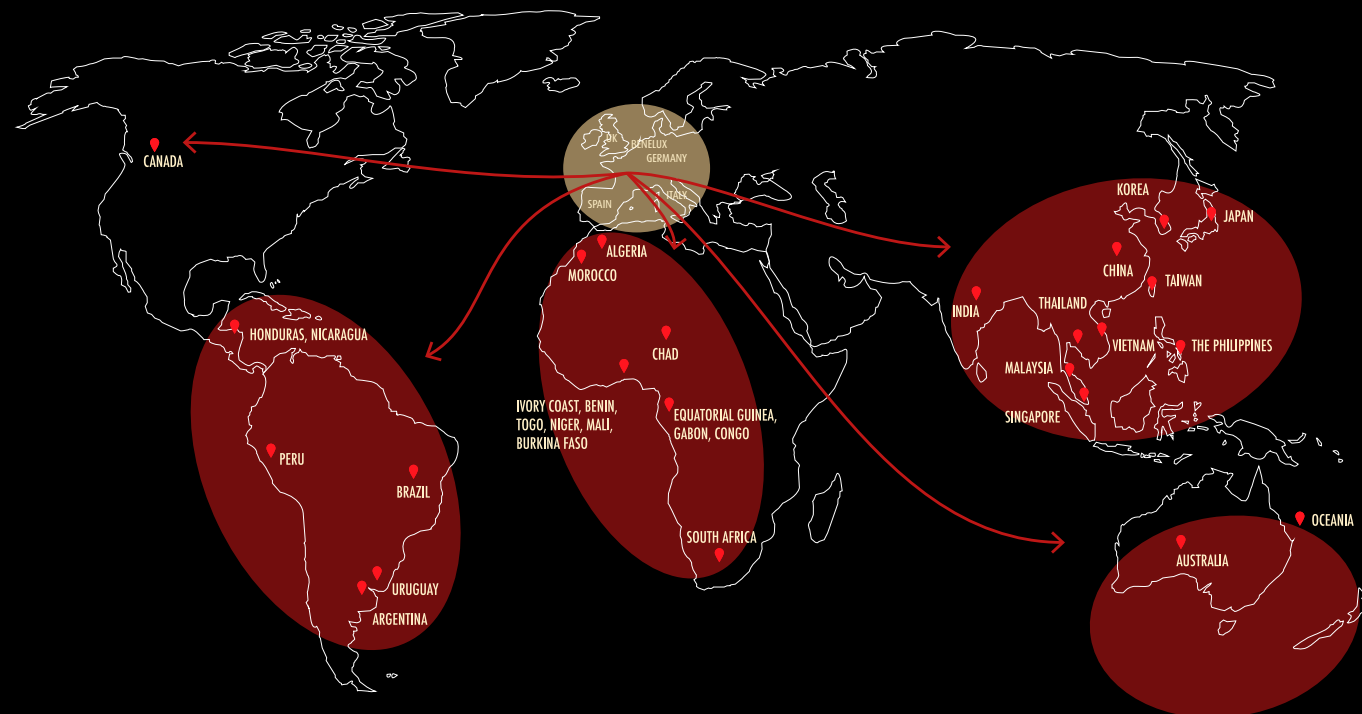 UK
BENELUX
GERMANY
CANADA
ITALY
KOREA
SPAIN
JAPAN
ALGERIA
CHINA
MOROCCO
TAIWAN
THAILAND
INDIA
HONDURAS, NICARAGUA
VIETNAM
THE PHILIPPINES
CHAD
MALAYSIA
IVORY COAST, BENIN,
TOGO, NIGER, MALI,
BURKINA FASO
EQUATORIAL GUINEA,
GABON, CONGO
SINGAPORE
PERU
BRAZIL
OCEANIA
SOUTH AFRICA
AUSTRALIA
URUGUAY
ARGENTINA